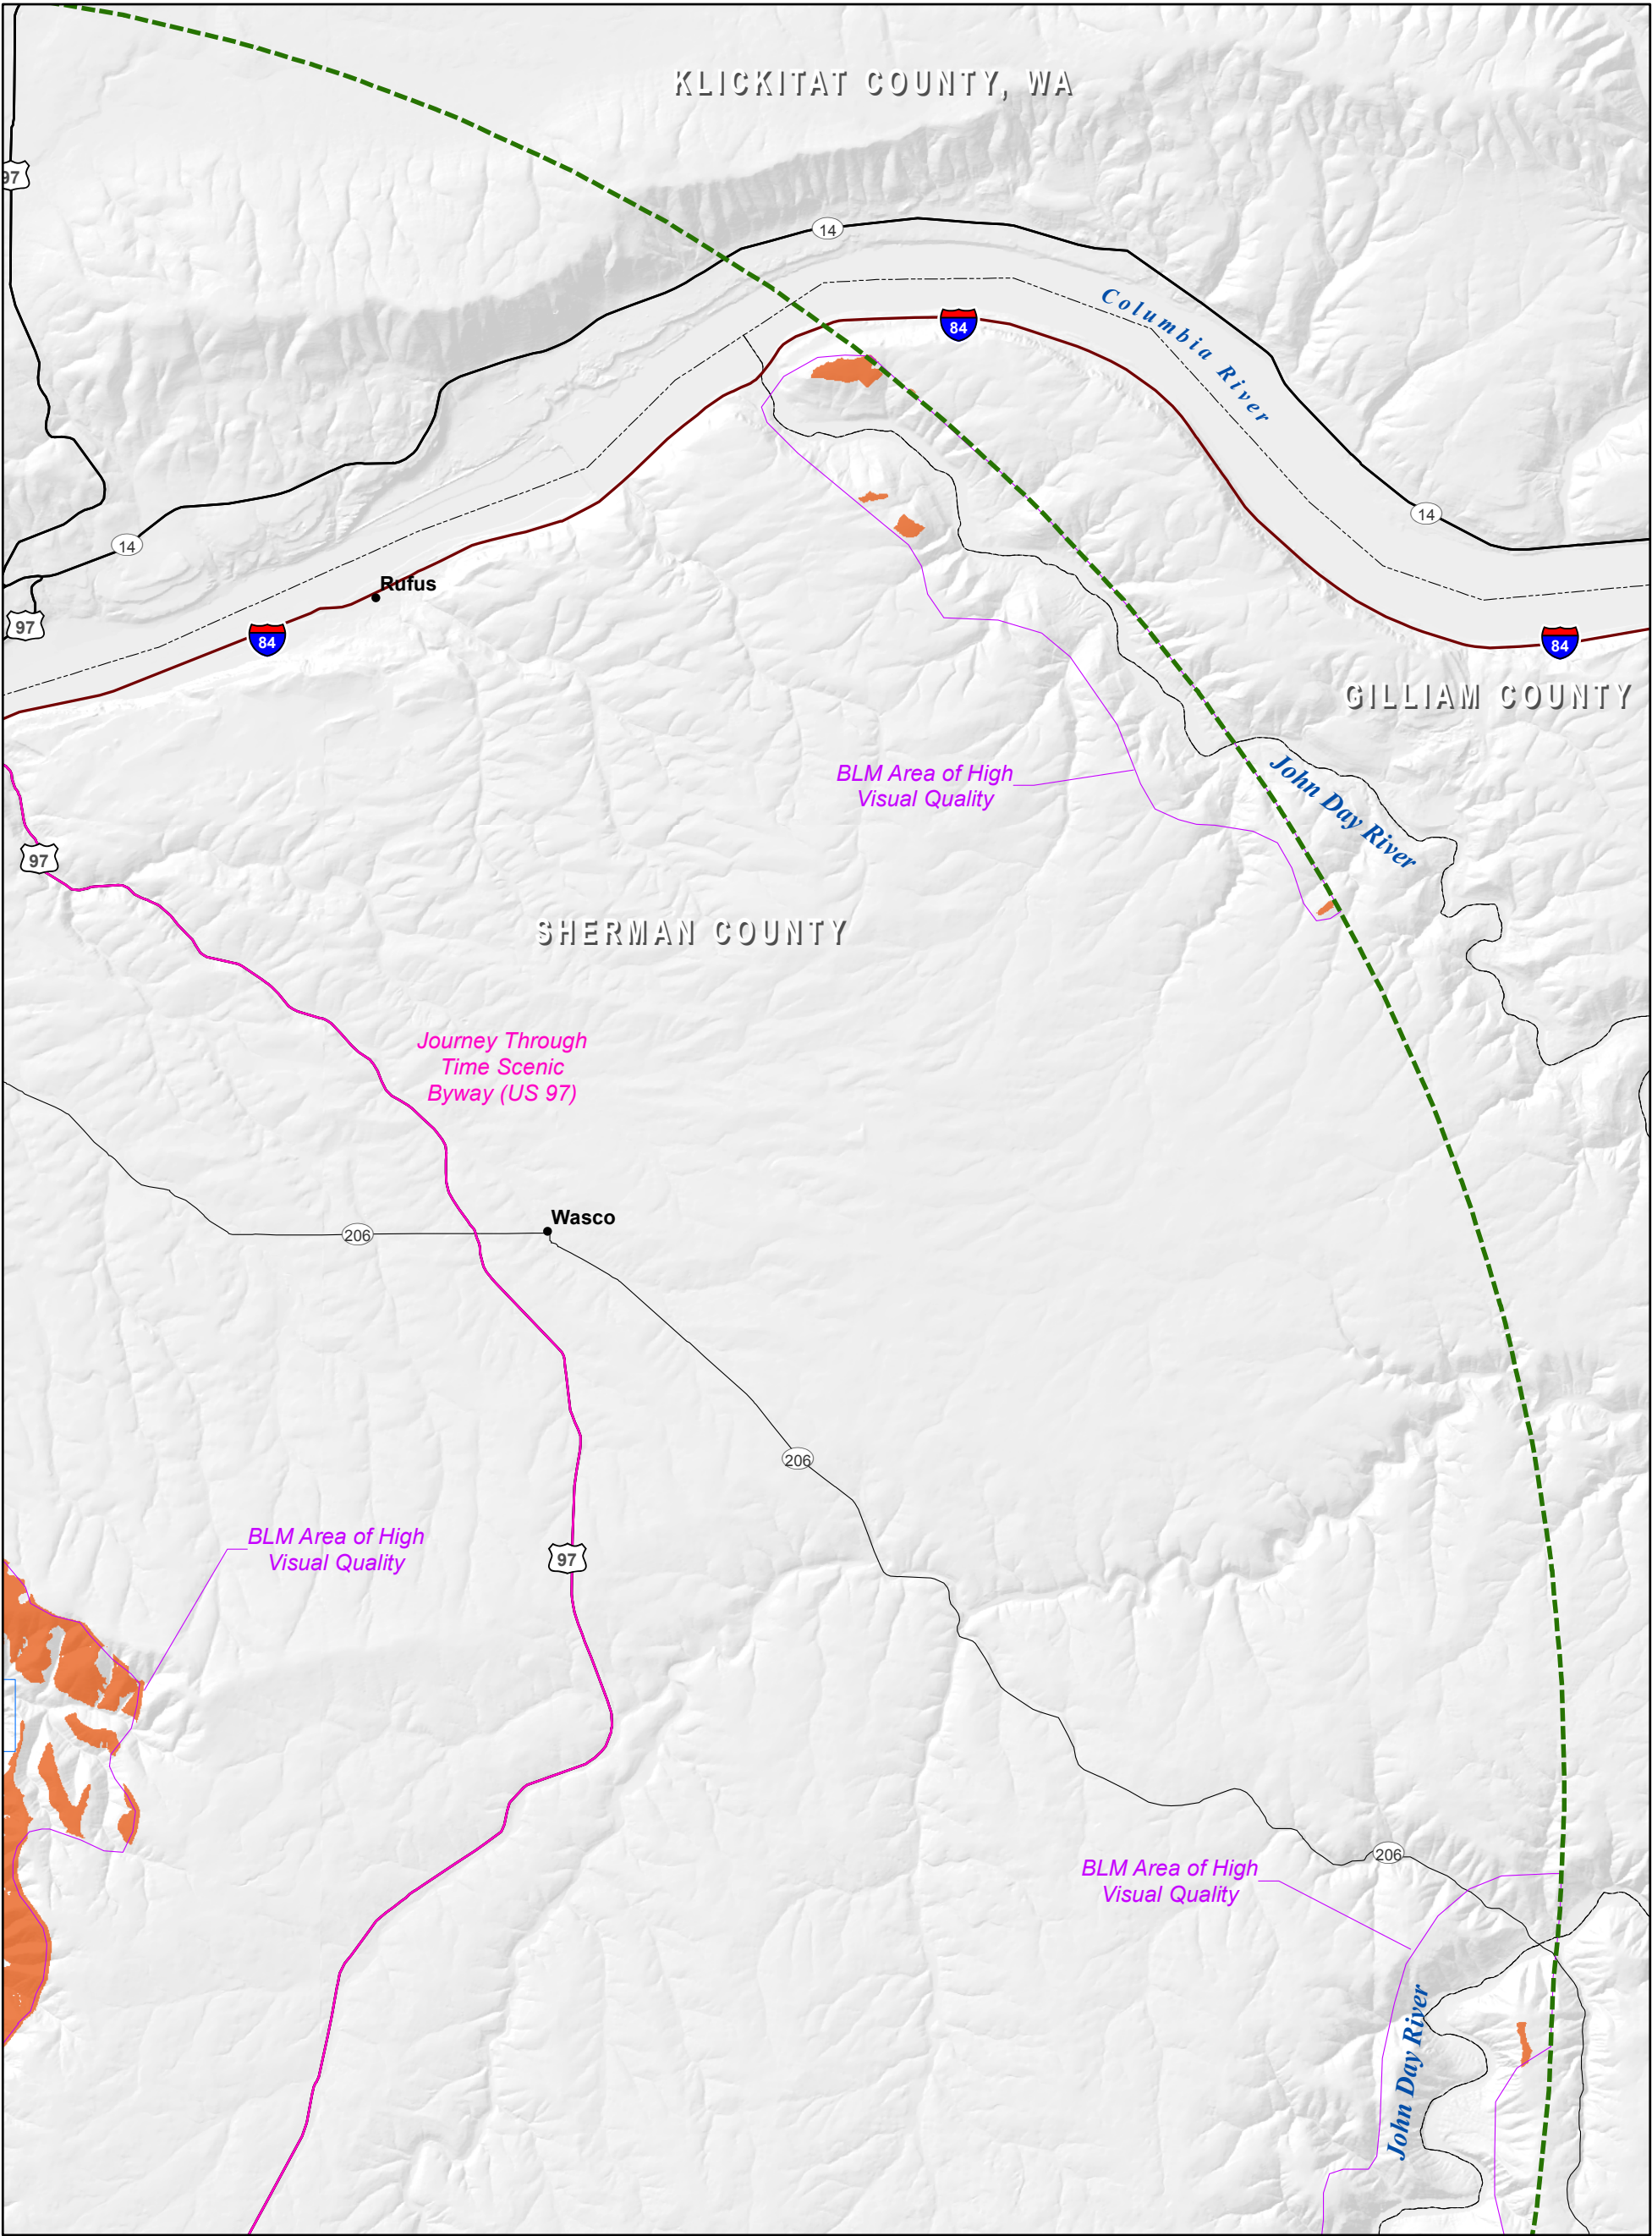 KLICKITAT COUNTY, WA
97
14
84
Columbia River
14
14
Rufus
97
84
84
GILLIAM COUNTY
BLM Area of High
Visual Quality
John Day River
97
SHERMAN COUNTY
Journey Through
Time Scenic
Byway (US 97)
Wasco
206
206
BLM Area of High
Visual Quality
97
206
BLM Area of High
Visual Quality
John Day River